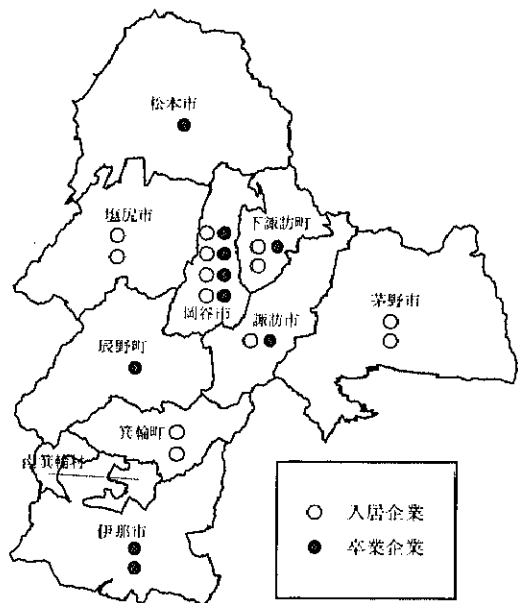 松本市
塩尻市
下諏訪町
岡谷市
諏訪市
茅野市
辰野町
箕輪町
南箕輪村
伊那市
○ 入居企業
● 卒業企業